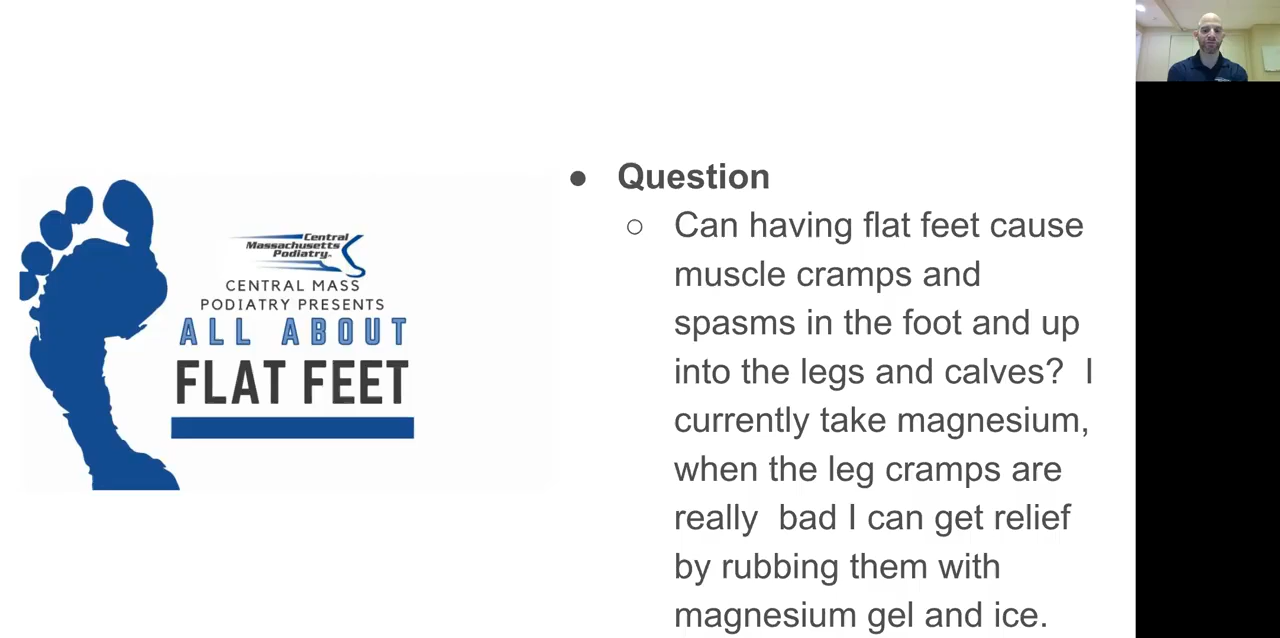 Central
Massachusetts
Podiatry
CENTRAL MASS
PODIATRY PRESENTS
ALL ABOUT
FLAT FEET
● Question
○ Can having flat feet cause
muscle cramps and
spasms in the foot and up
into the legs and calves?  I
currently take magnesium,
when the leg cramps are
really  bad I can get relief
by rubbing them with
magnesium gel and ice.